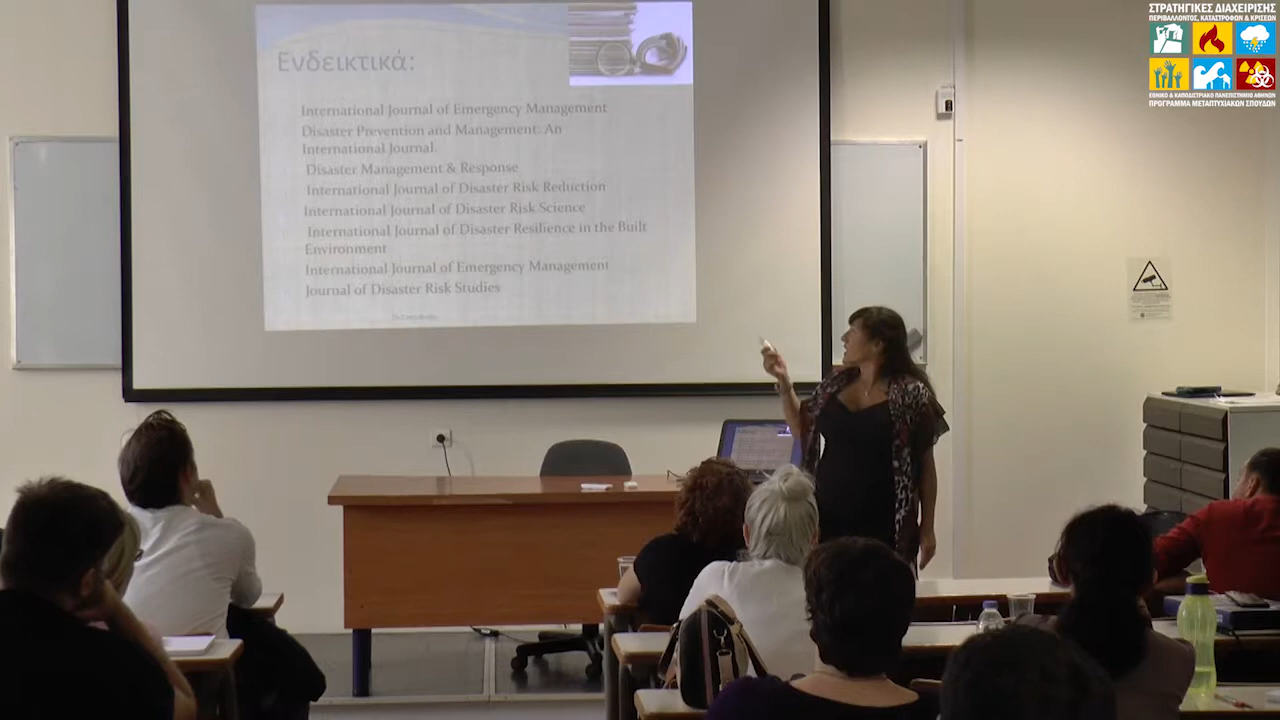 ΣΤΡΑΤΗΓΙΚΕΣ ΔΙΑΧΕΙΡΙΣΗΣ
ΠΕΡΙΒΑΛΛΟΝΤΟΣ, ΚΑΤΑΣΤΡΟΦΩΝ & ΚΡΙΣΕΩΝ
ΕΘΝΙΚΟ & ΚΑΠΟΔΙΣΤΡΙΑΚΟ ΠΑΝΕΠΙΣΤΗΜΙΟ ΑΘΗΝΩΝ
ΠΡΟΓΡΑΜΜΑ ΜΕΤΑΠΤΥΧΙΑΚΩΝ ΣΠΟΥΔΩΝ
Ενδεικτικά:
International Journal of Emergency Management
Disaster Prevention and Management: An
International Journal.
Disaster Management & Response
International Journal of Disaster Risk Reduction
International Journal of Disaster Risk Science
International Journal of Disaster Resilience in the Built
Environment
International Journal of Emergency Management
Journal of Disaster Risk Studies